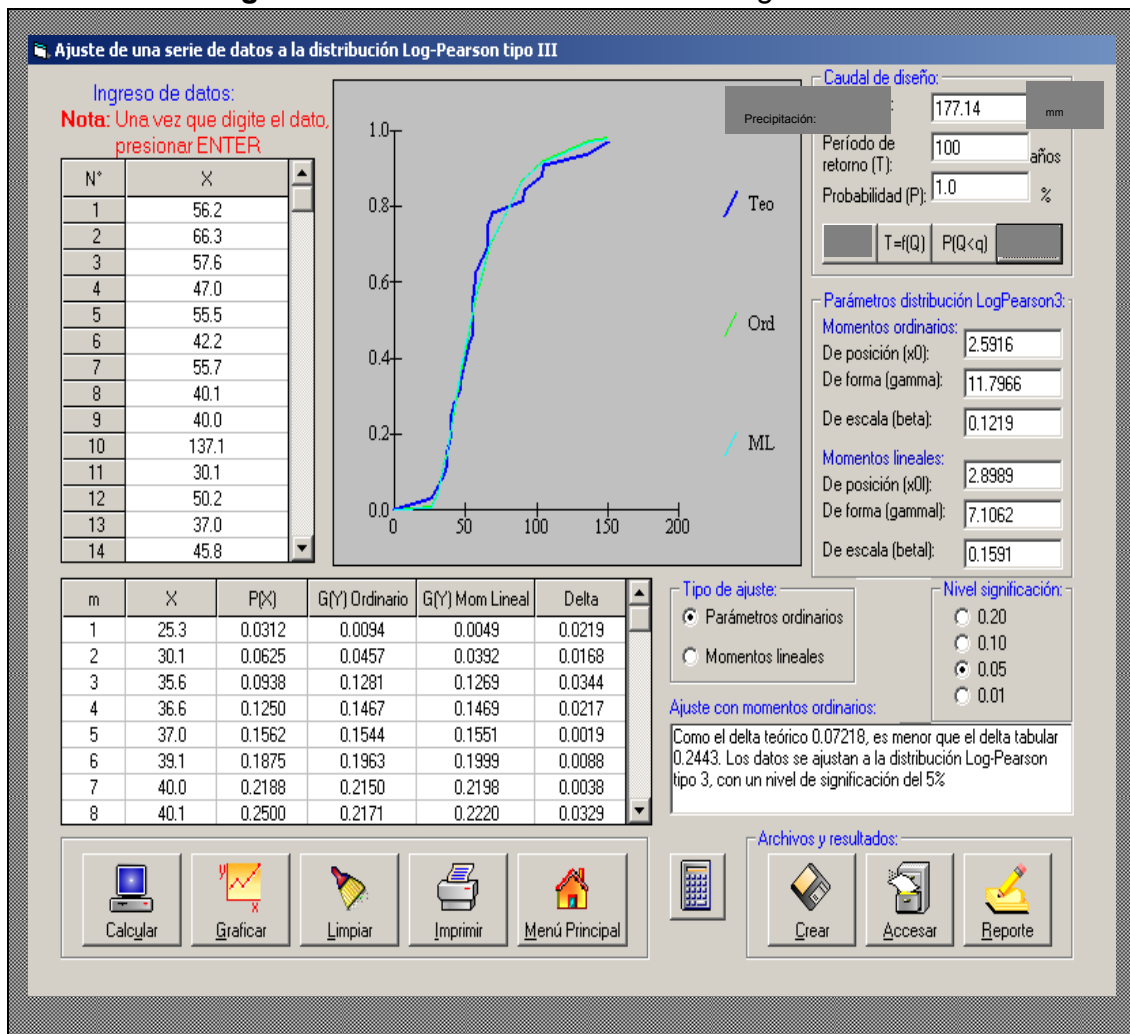 Ajuste de una serie de datos a la distribución Log-Pearson tipo III
Ingreso de datos:
Nota: Una vez que digite el dato,
presionar ENTER
N° X
1 56.2
2 66.3
3 57.6
4 47.0
5 55.5
6 42.2
7 55.7
8 40.1
9 40.0
10 137.1
11 30.1
12 50.2
13 37.0
14 45.8
1.0
0.8
0.6
0.4
0.2
0.0
0 50 100 150 200
Teo
Ord
ML
Caudal de diseño:
Precipitación: : 177.14 mm
Período de
retorno (T): 100 años
Probabilidad (P): 1.0 %
T=f(Q) P(Q<q)
Parámetros distribución LogPearson3:
Momentos ordinarios:
De posición (x0): 2.5916
De forma (gamma): 11.7966
De escala (beta): 0.1219
Momentos lineales:
De posición (x0l): 2.8989
De forma (gammal): 7.1062
De escala (betal): 0.1591
m X P(X) G(Y) Ordinario G(Y) Mom Lineal Delta
1 25.3 0.0312 0.0094 0.0049 0.0219
2 30.1 0.0625 0.0457 0.0392 0.0168
3 35.6 0.0938 0.1281 0.1269 0.0344
4 36.6 0.1250 0.1467 0.1469 0.0217
5 37.0 0.1562 0.1544 0.1551 0.0019
6 39.1 0.1875 0.1963 0.1999 0.0088
7 40.0 0.2188 0.2150 0.2198 0.0038
8 40.1 0.2500 0.2171 0.2220 0.0329
Tipo de ajuste:
Parámetros ordinarios
Momentos lineales
Nivel significación:
0.20
0.10
0.05
0.01
Ajuste con momentos ordinarios:
Como el delta teórico 0.07218, es menor que el delta tabular
0.2443. Los datos se ajustan a la distribución Log-Pearson
tipo 3, con un nivel de significación del 5%
Calcular Graficar Limpiar Imprimir Menú Principal
Archivos y resultados:
Crear Accesar Reporte